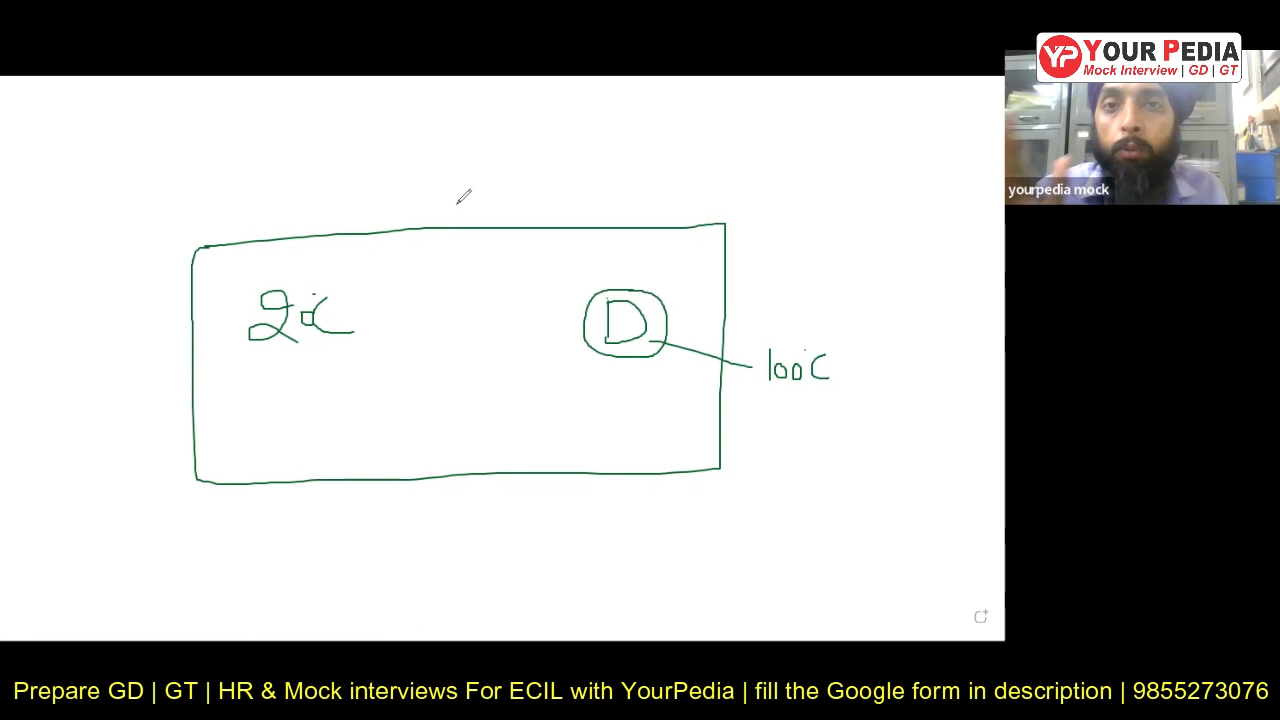 YP YOUR PEDIA
Mock Interview | GD | GT
yourpedia mock
D
100°C
Prepare GD | GT | HR & Mock interviews For ECIL with YourPedia | fill the Google form in description | 9855273076